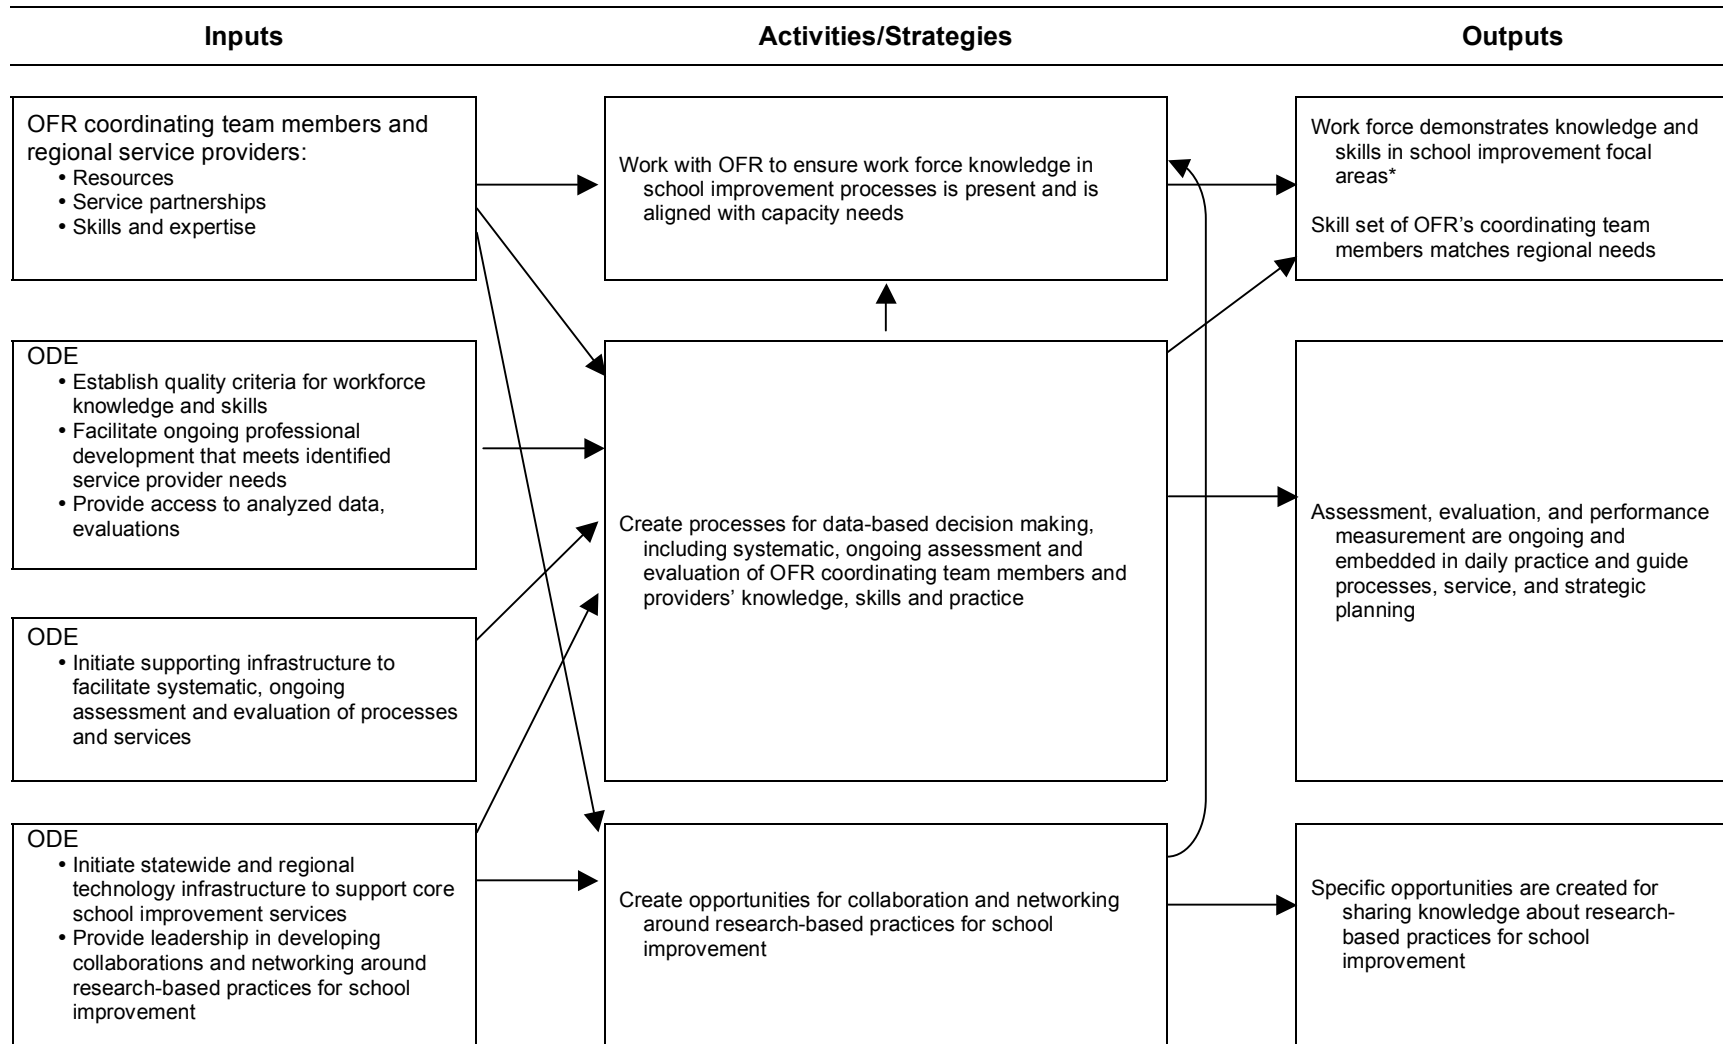 Inputs
Activities/Strategies
Outputs
OFR coordinating team members and
regional service providers:
• Resources
• Service partnerships
• Skills and expertise
Work with OFR to ensure work force knowledge in
school improvement processes is present and is
aligned with capacity needs
Work force demonstrates knowledge and
skills in school improvement focal
areas*
Skill set of OFR's coordinating team
members matches regional needs
ODE
• Establish quality criteria for workforce
knowledge and skills
• Facilitate ongoing professional
development that meets identified
service provider needs
• Provide access to analyzed data,
evaluations
ODE
• Initiate supporting infrastructure to
facilitate systematic, ongoing
assessment and evaluation of processes
and services
Create processes for data-based decision making,
including systematic, ongoing assessment and
evaluation of OFR coordinating team members and
providers' knowledge, skills and practice
Assessment, evaluation, and performance
measurement are ongoing and
embedded in daily practice and guide
processes, service, and strategic
planning
ODE
• Initiate statewide and regional
technology infrastructure to support core
school improvement services
• Provide leadership in developing
collaborations and networking around
research-based practices for school
improvement
Create opportunities for collaboration and networking
around research-based practices for school
improvement
Specific opportunities are created for
sharing knowledge about research-
based practices for school
improvement